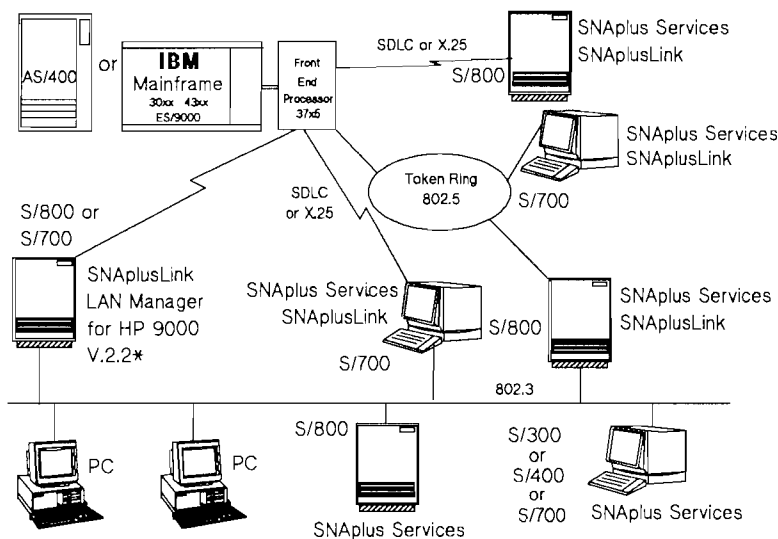 AS/400
or
IBM
Mainframe
30xx 43xx
ES/9000
Front
End
Processor
37x5
SDLC or X.25
S/800
SNAplus Services
SNAplusLink
SNAplus Services
SNAplusLink
S/700
Token Ring
802.5
SDLC
or X.25
S/800 or
S/700
SNAplusLink
LAN Manager
for HP 9000
V.2.2*
SNAplus Services
SNAplusLink
S/700
S/800
SNAplus Services
SNAplusLink
802.3
PC
PC
S/800
SNAplus Services
S/300
or
S/400
or
S/700
SNAplus Services